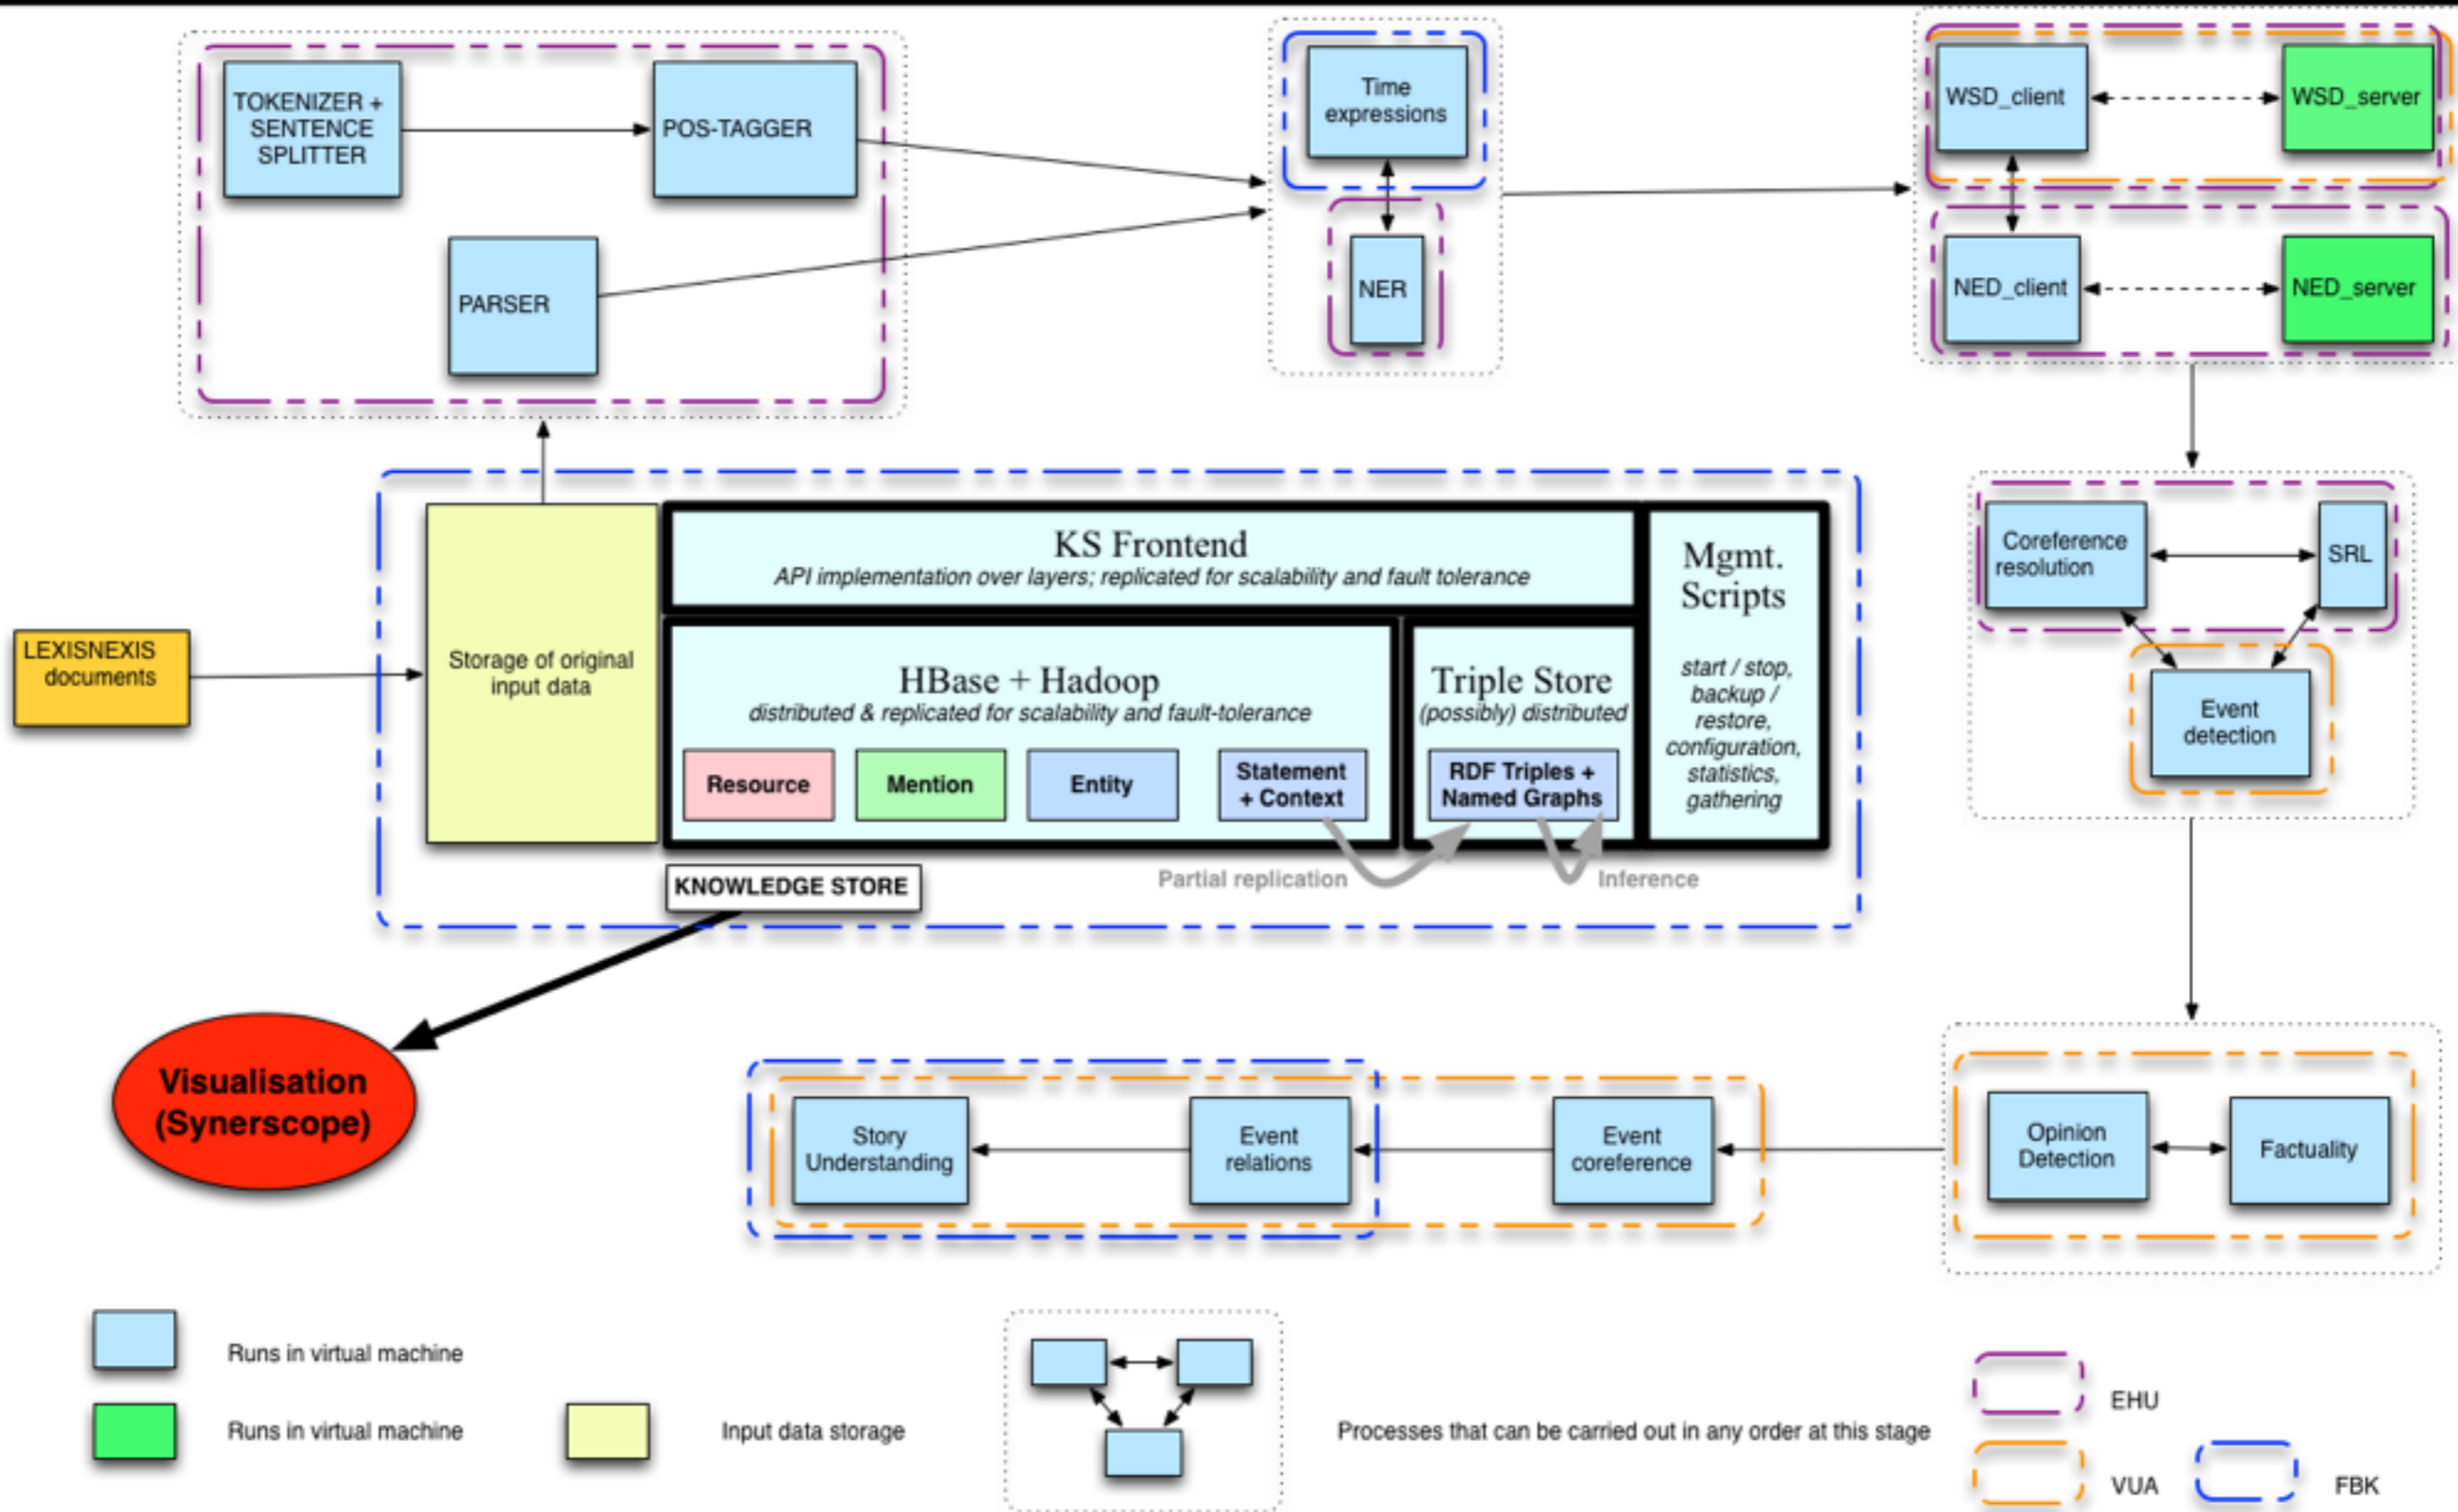 TOKENIZER +
SENTENCE
SPLITTER
POS-TAGGER
PARSER
Time
expressions
NER
WSD_client
WSD_server
NED_client
NED_server
LEXISNEXIS
documents
Storage of original
input data
KS Frontend
API implementation over layers; replicated for scalability and fault tolerance
HBase + Hadoop
distributed & replicated for scalability and fault-tolerance
Resource
Mention
Entity
Statement
+ Context
Triple Store
(possibly) distributed
RDF Triples +
Named Graphs
Mgmt.
Scripts
start / stop,
backup /
restore,
configuration,
statistics,
gathering
Partial replication
Inference
KNOWLEDGE STORE
Coreference
resolution
SRL
Event
detection
Visualisation
(Synerscope)
Story
Understanding
Event
relations
Event
coreference
Opinion
Detection
Factuality
Runs in virtual machine
Runs in virtual machine
Input data storage
Processes that can be carried out in any order at this stage
EHU
VUA
FBK